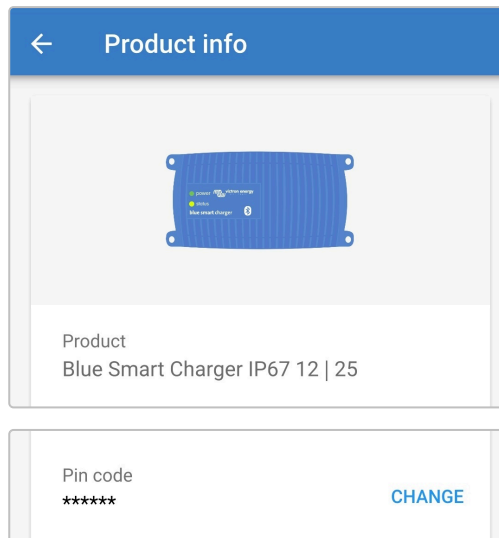 Product info
power victron energy
status
blue smart charger
Product
Blue Smart Charger IP67 12 | 25
Pin code
******
CHANGE